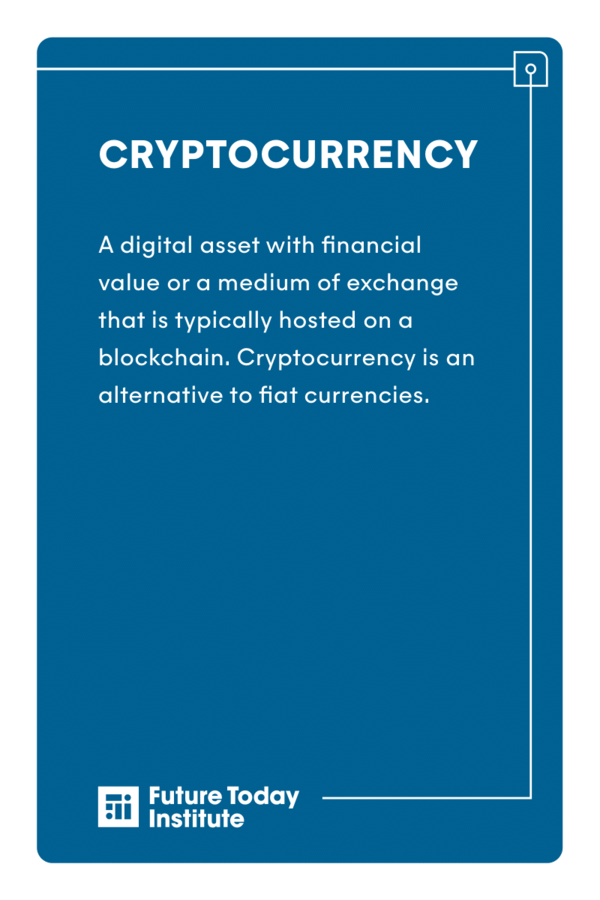 CRYPTOCURRENCY
A digital asset with financial
value or a medium of exchange
that is typically hosted on a
blockchain. Cryptocurrency is an
alternative to fiat currencies.
Future Today
Institute